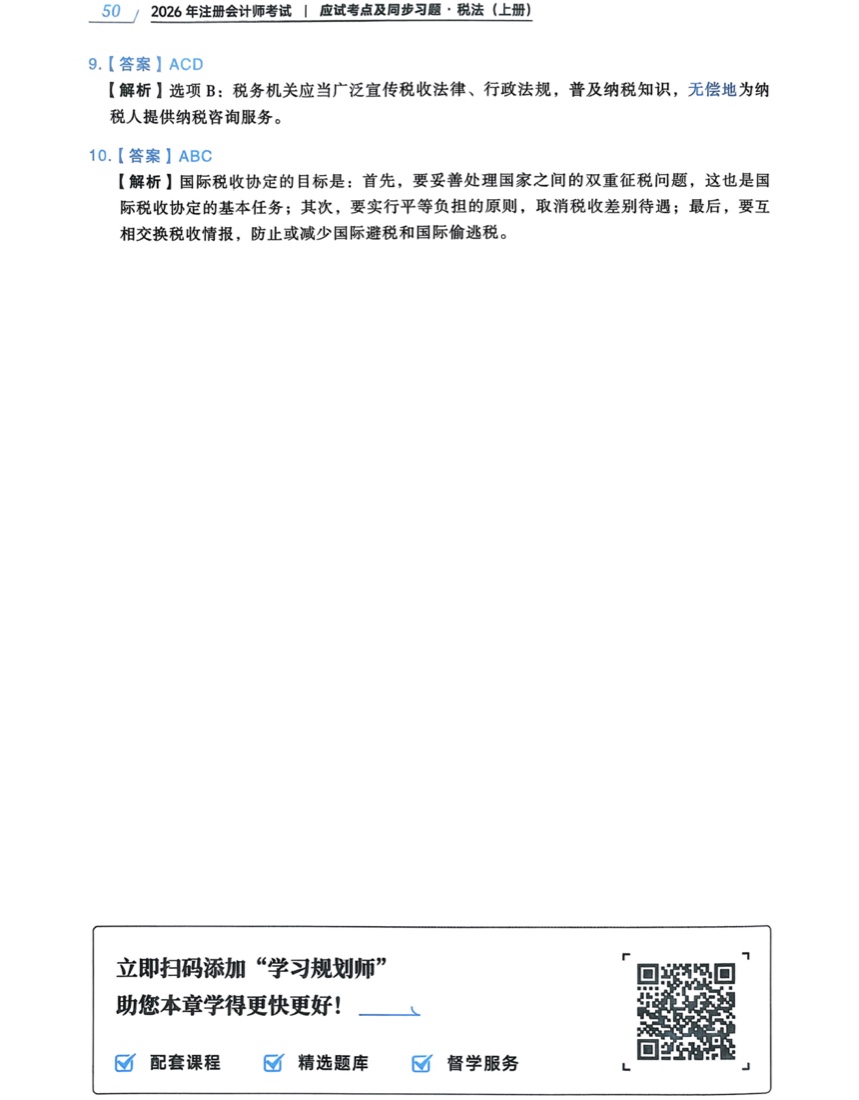 50 / 2026 年注册会计师考试 | 应试考点及同步习题·税法（上册）
9.【答案】ACD
【解析】选项 B：税务机关应当广泛宣传税收法律、行政法规，普及纳税知识，无偿地为纳
税人提供纳税咨询服务。
10.【答案】ABC
【解析】国际税收协定的目标是：首先，要妥善处理国家之间的双重征税问题，这也是国
际税收协定的基本任务；其次，要实行平等负担的原则，取消税收差别待遇；最后，要互
相交换税收情报，防止或减少国际避税和国际偷逃税。
立即扫码添加“学习规划师”
助您本章学得更快更好！
配套课程 精选题库 督学服务